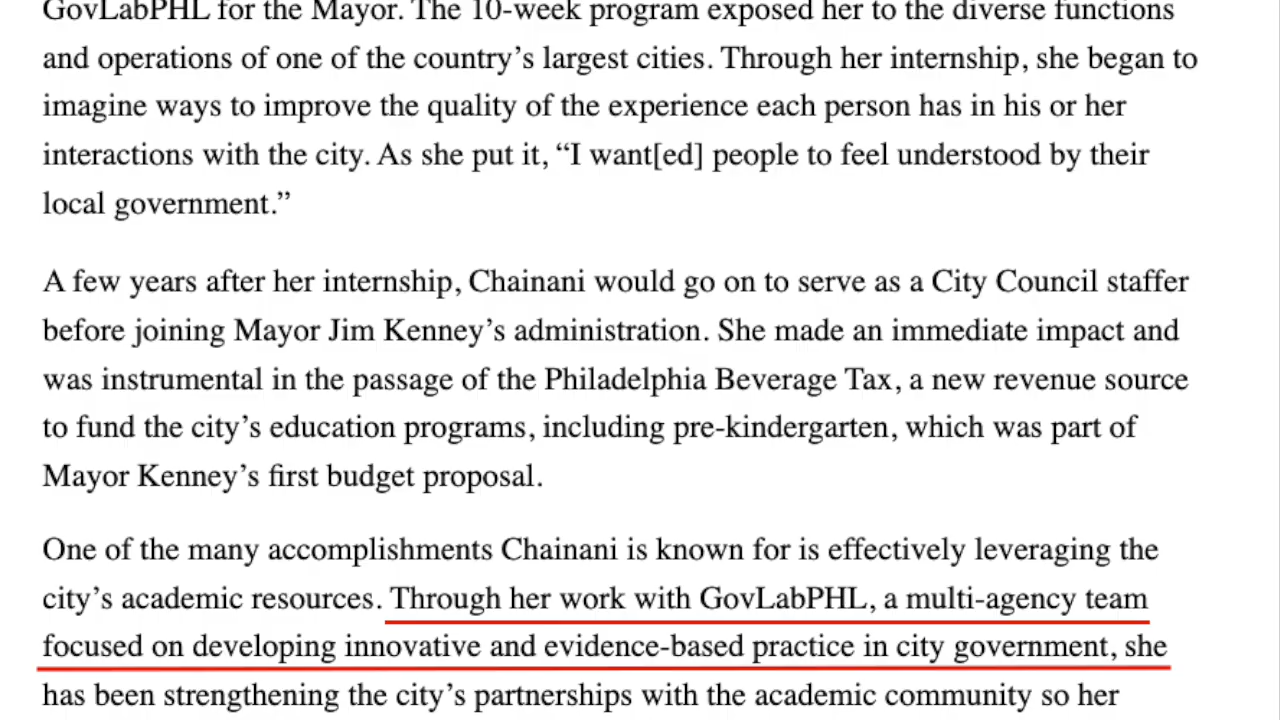 GovLabPHL for the Mayor. The 10-week program exposed her to the diverse functions
and operations of one of the country’s largest cities. Through her internship, she began to
imagine ways to improve the quality of the experience each person has in his or her
interactions with the city. As she put it, “I want[ed] people to feel understood by their
local government.”
A few years after her internship, Chainani would go on to serve as a City Council staffer
before joining Mayor Jim Kenney’s administration. She made an immediate impact and
was instrumental in the passage of the Philadelphia Beverage Tax, a new revenue source
to fund the city’s education programs, including pre-kindergarten, which was part of
Mayor Kenney’s first budget proposal.
One of the many accomplishments Chainani is known for is effectively leveraging the
city’s academic resources. Through her work with GovLabPHL, a multi-agency team
focused on developing innovative and evidence-based practice in city government, she
has been strengthening the city’s partnerships with the academic community so her